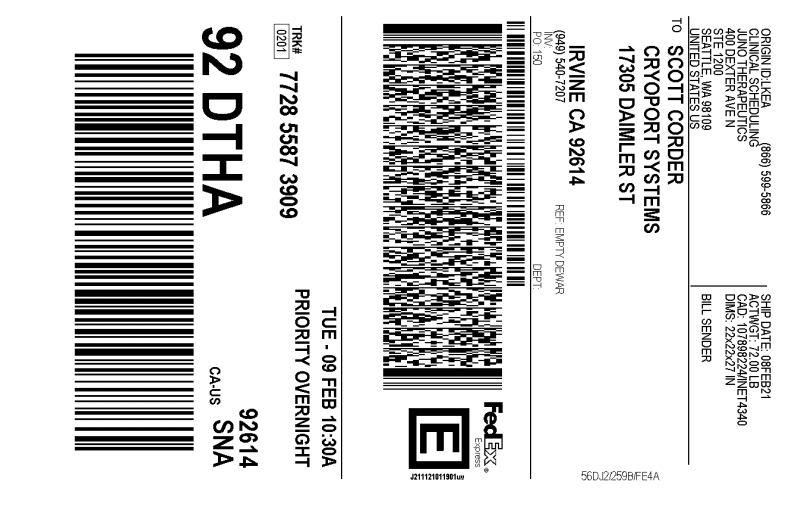 ORIGIN ID:LKEA (866) 599-5866
CLINICAL SCHEDULING
JUNO THERAPEUTICS
400 DEXTER AVE N
STE 1200
SEATTLE, WA 98109
UNITED STATES US
SHIP DATE: 08FEB21
ACTWGT: 72.00 LB
CAD: 107898224/INET4340
DIMS: 22x22x27 IN
BILL SENDER
TO SCOTT CORDER
CRYOPORT SYSTEMS
17305 DAIMLER ST
IRVINE CA 92614
(949) 540-7207
REF: EMPTY DEWAR
INV:
PO: 150
DEPT:
56DJ2/259B/FE4A
FedEx®
Express
E
J211121011901uv
TUE - 09 FEB 10:30A
PRIORITY OVERNIGHT
TRK#
0201
7728 5587 3909
92 DTHA
92614
CA-US
SNA